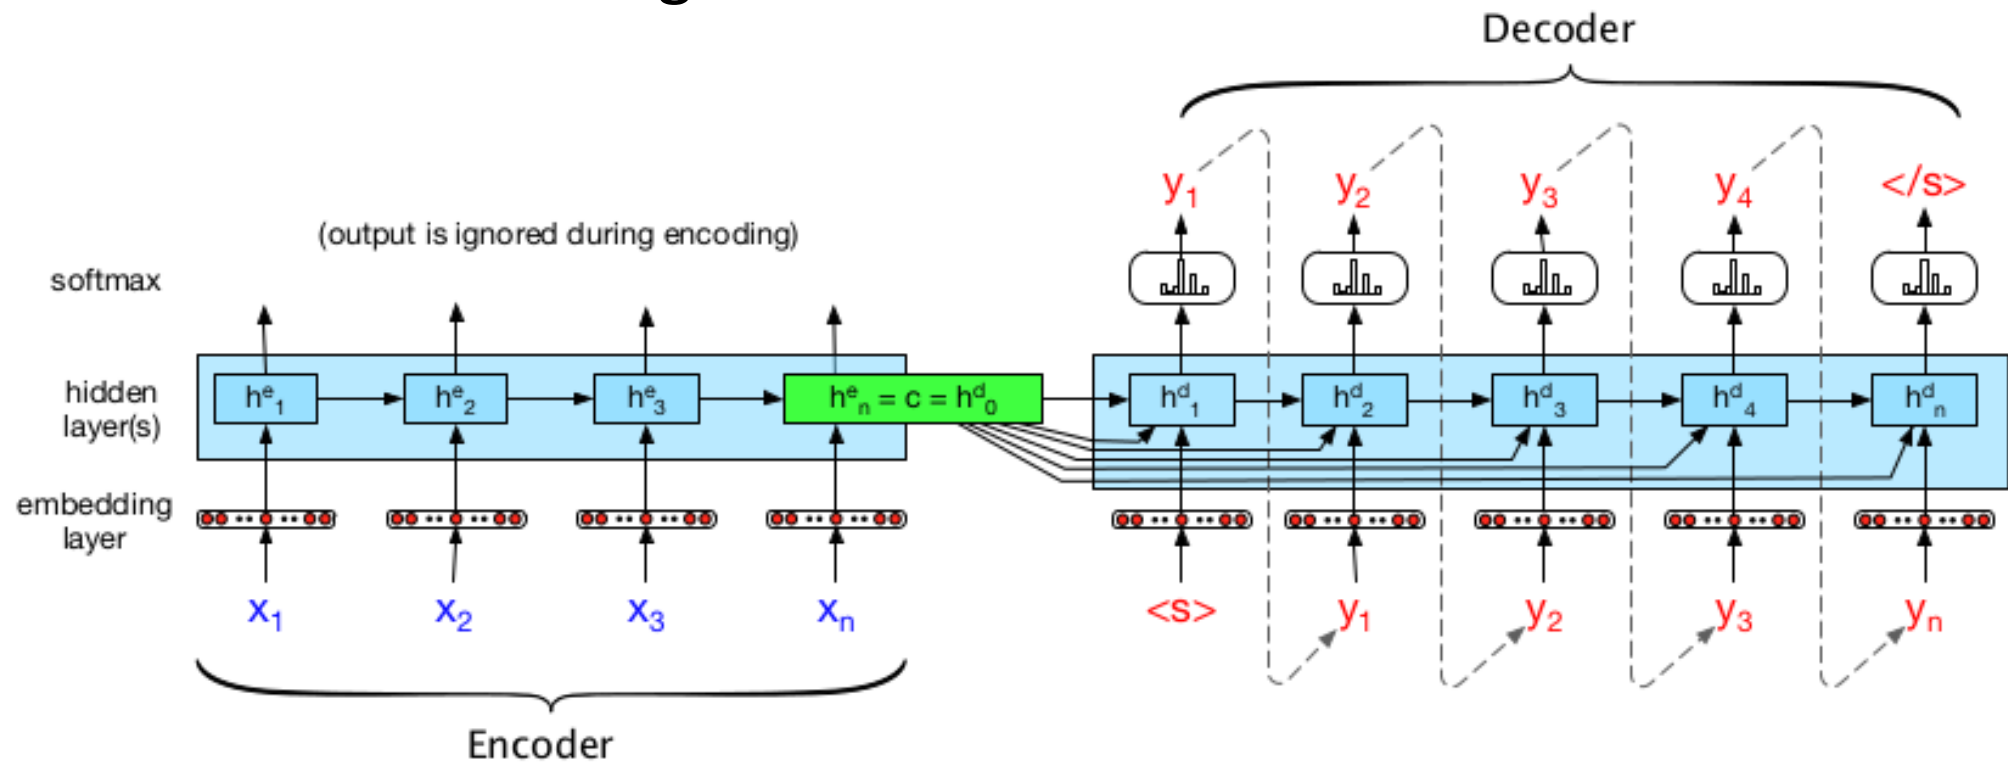 g
Decoder
y1 y2 y3 y4 </s>
(output is ignored during encoding)
softmax
hidden
layer(s)
he1 he2 he3 hen = c = hd0 hd1 hd2 hd3 hd4 hdn
embedding
layer
x1 x2 x3 xn <s> y1 y2 y3 yn
Encoder